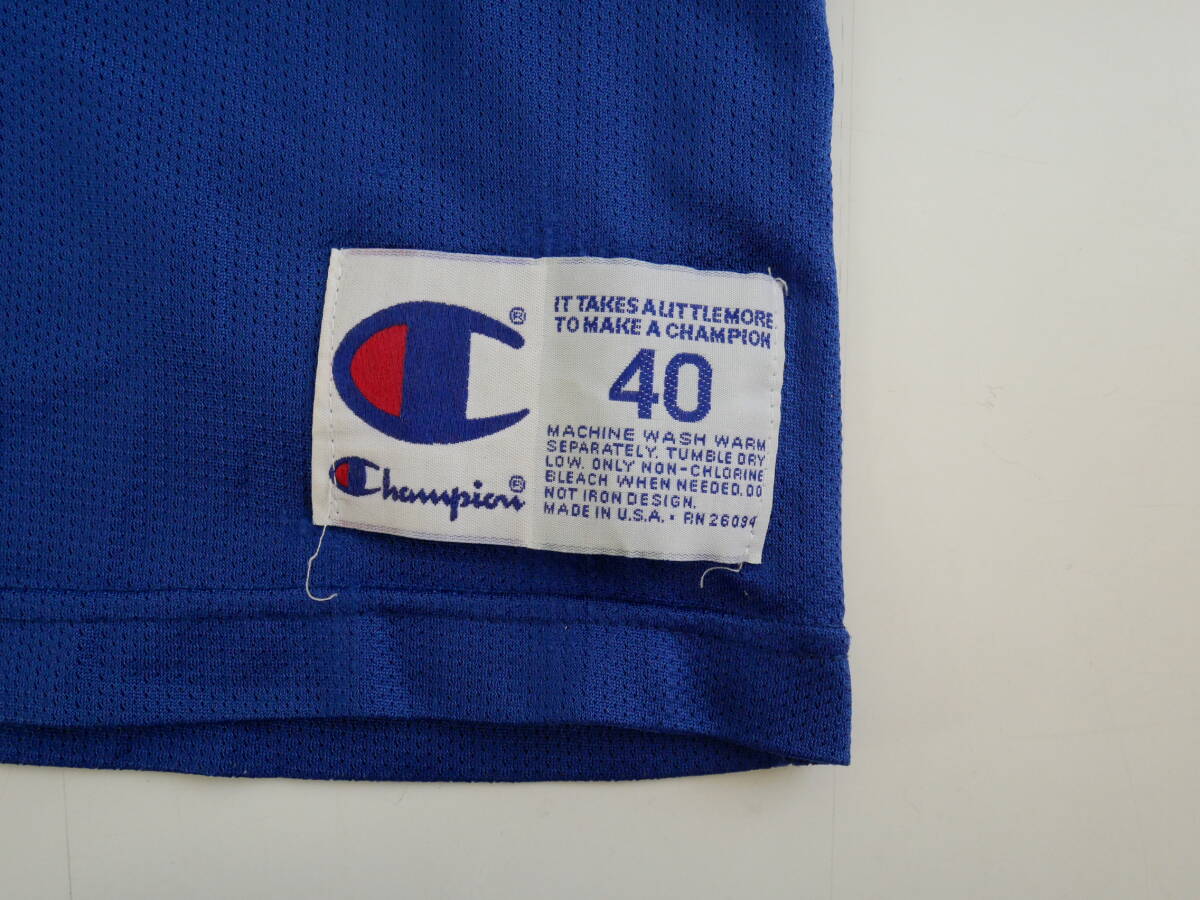 IT TAKES A LITTLE MORE
TO MAKE A CHAMPION
40
MACHINE WASH WARM
SEPARATELY. TUMBLE DRY
LOW. ONLY NON-CHLORINE
BLEACH WHEN NEEDED. DO
NOT IRON DESIGN.
MADE IN U.S.A. • RN 26094
C®
Champion®